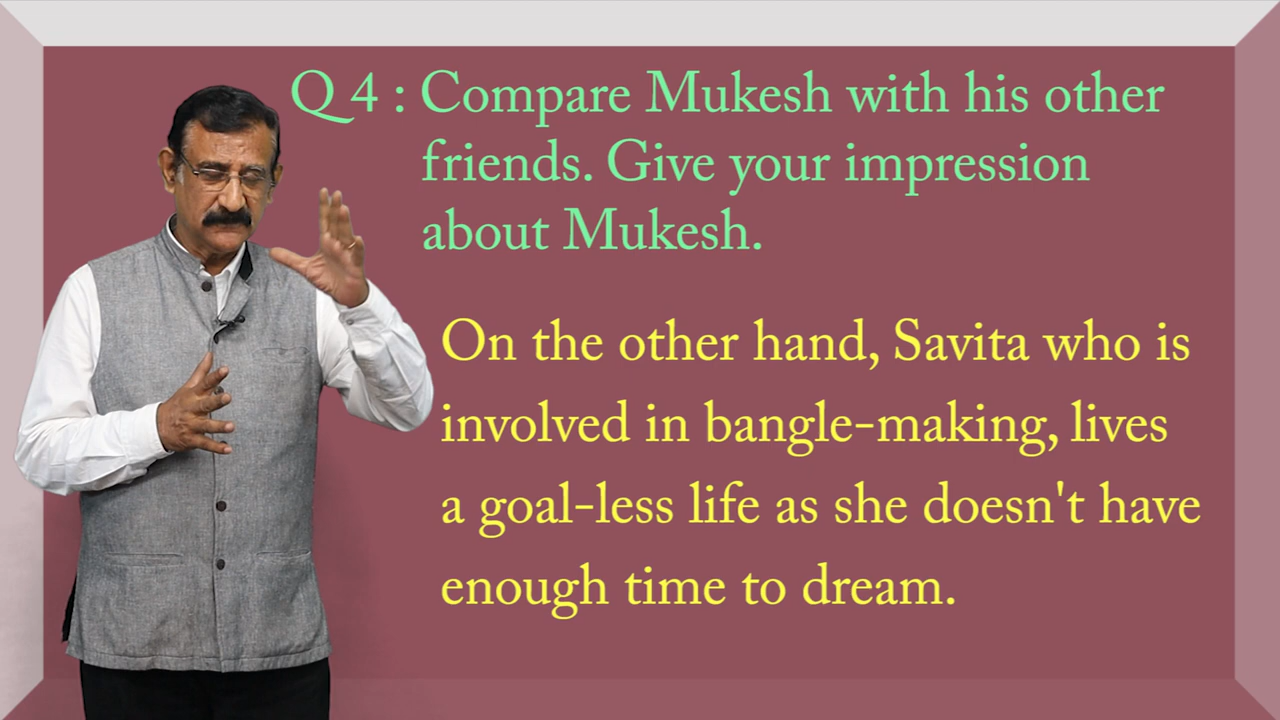 Q 4 : Compare Mukesh with his other
friends. Give your impression
about Mukesh.
On the other hand, Savita who is
involved in bangle-making, lives
a goal-less life as she doesn't have
enough time to dream.